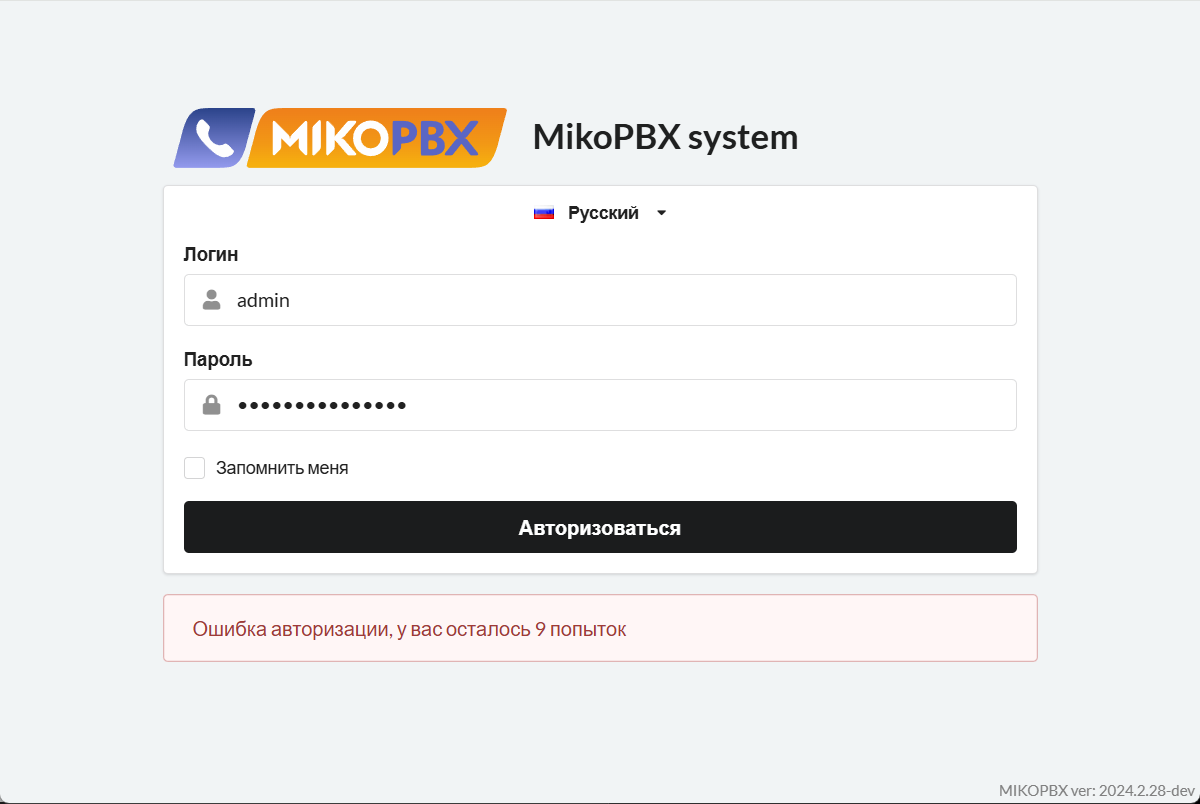 MIKOPBX
MikoPBX system
Русский
Логин
admin
Пароль
Запомнить меня
Авторизоваться
Ошибка авторизации, у вас осталось 9 попыток
MIKOPBX ver: 2024.2.28-dev